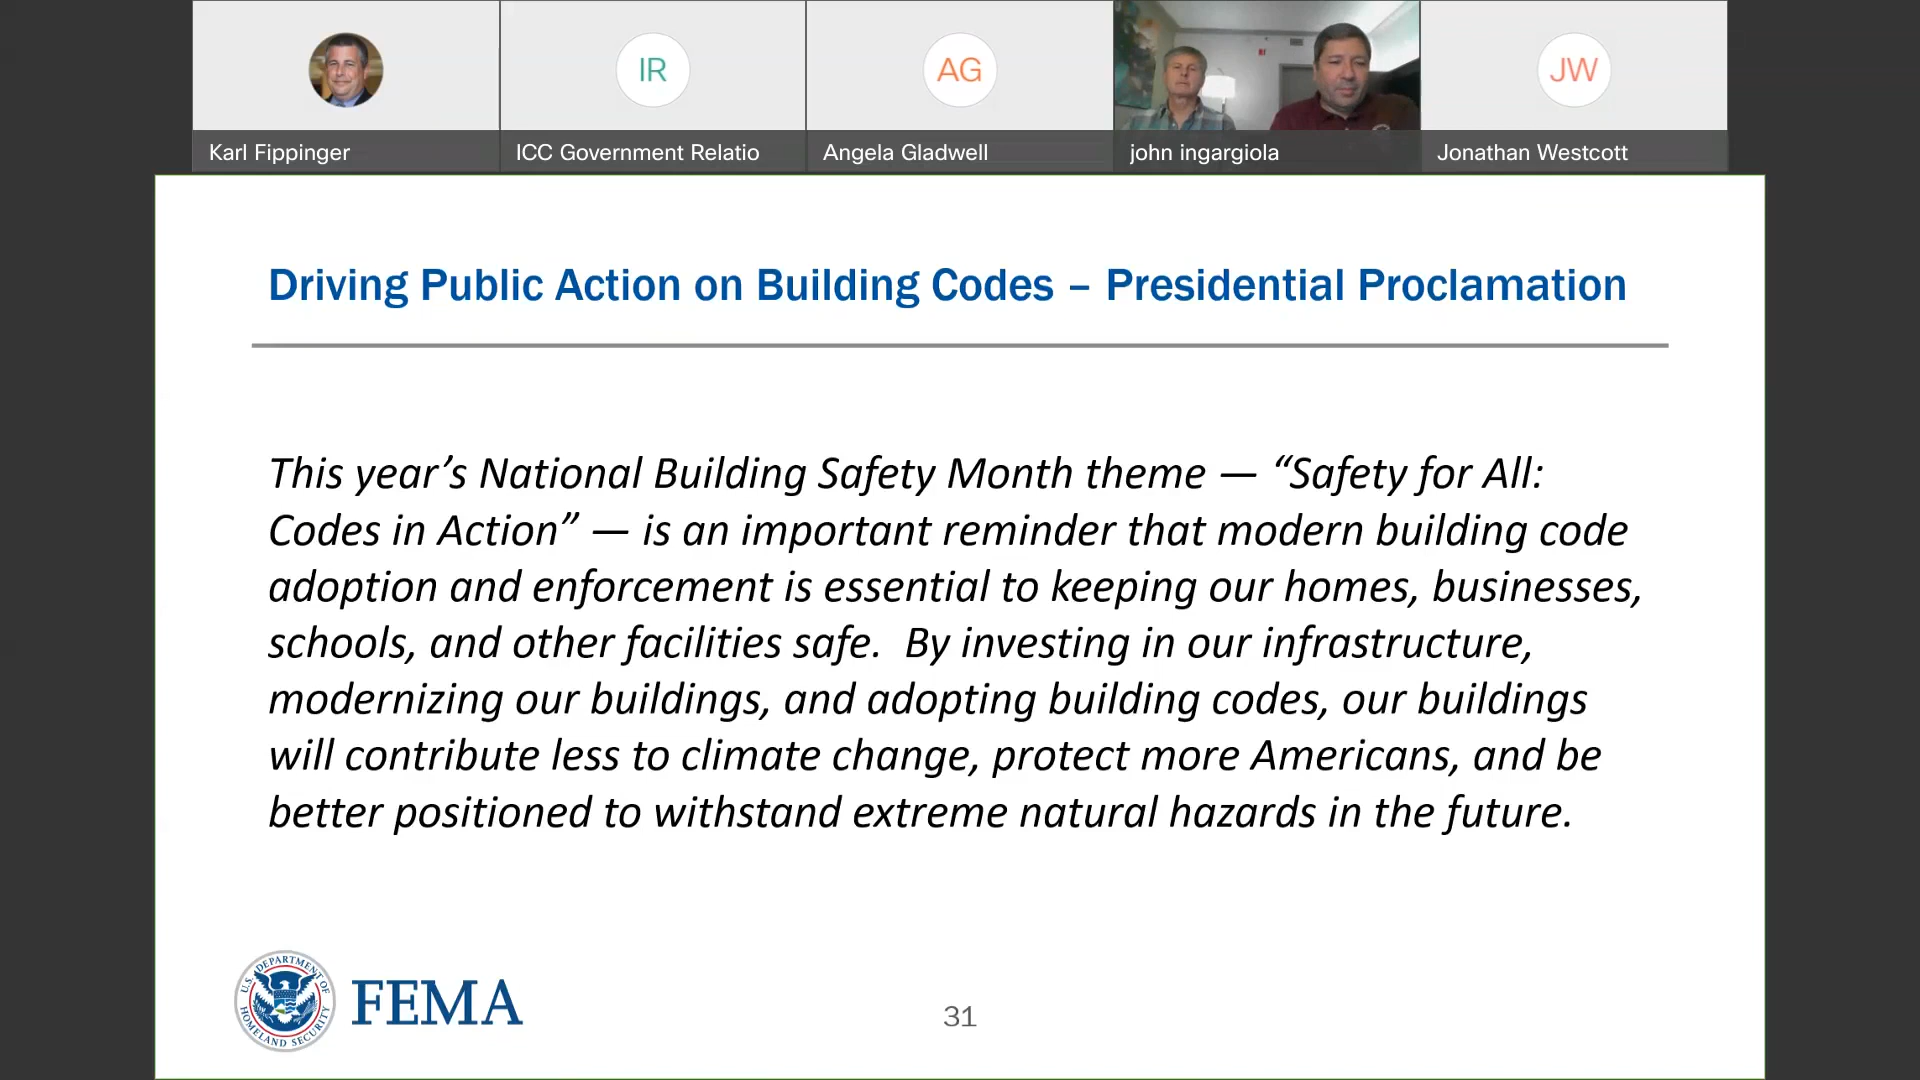 IR
AG
JW
Karl Fippinger
ICC Government Relatio
Angela Gladwell
john ingargiola
Jonathan Westcott
Driving Public Action on Building Codes – Presidential Proclamation
This year’s National Building Safety Month theme — “Safety for All:
Codes in Action” — is an important reminder that modern building code
adoption and enforcement is essential to keeping our homes, businesses,
schools, and other facilities safe.  By investing in our infrastructure,
modernizing our buildings, and adopting building codes, our buildings
will contribute less to climate change, protect more Americans, and be
better positioned to withstand extreme natural hazards in the future.
U.S. DEPARTMENT OF
HOMELAND SECURITY
FEMA
31